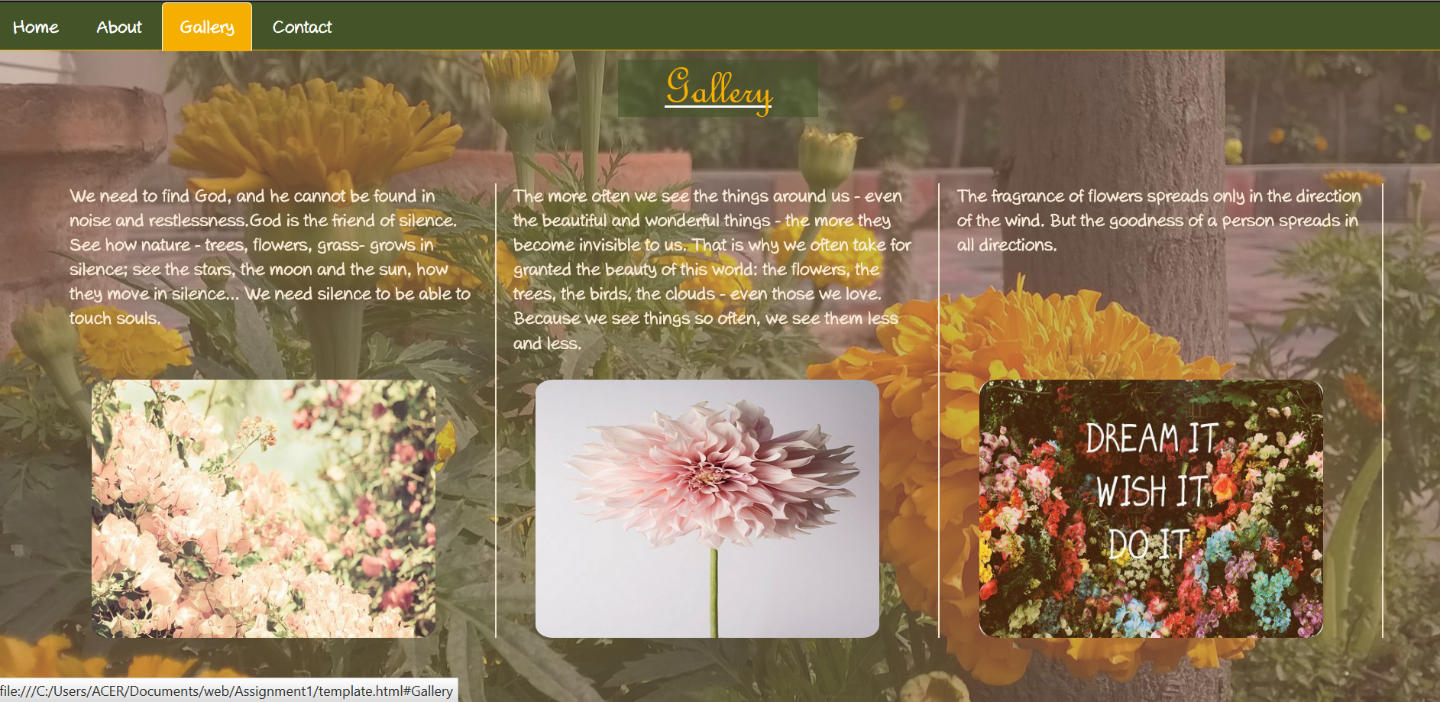 Home About Gallery Contact
Gallery
We need to find God, and he cannot be found in
noise and restlessness.God is the friend of silence.
See how nature - trees, flowers, grass- grows in
silence; see the stars, the moon and the sun, how
they move in silence... We need silence to be able to
touch souls.
The more often we see the things around us - even
the beautiful and wonderful things - the more they
become invisible to us. That is why we often take for
granted the beauty of this world: the flowers, the
trees, the birds, the clouds - even those we love.
Because we see things so often, we see them less
and less.
The fragrance of flowers spreads only in the direction
of the wind. But the goodness of a person spreads in
all directions.
DREAM IT
WISH IT
DO IT
file:///C:/Users/ACER/Documents/web/Assignment1/template.html#Gallery